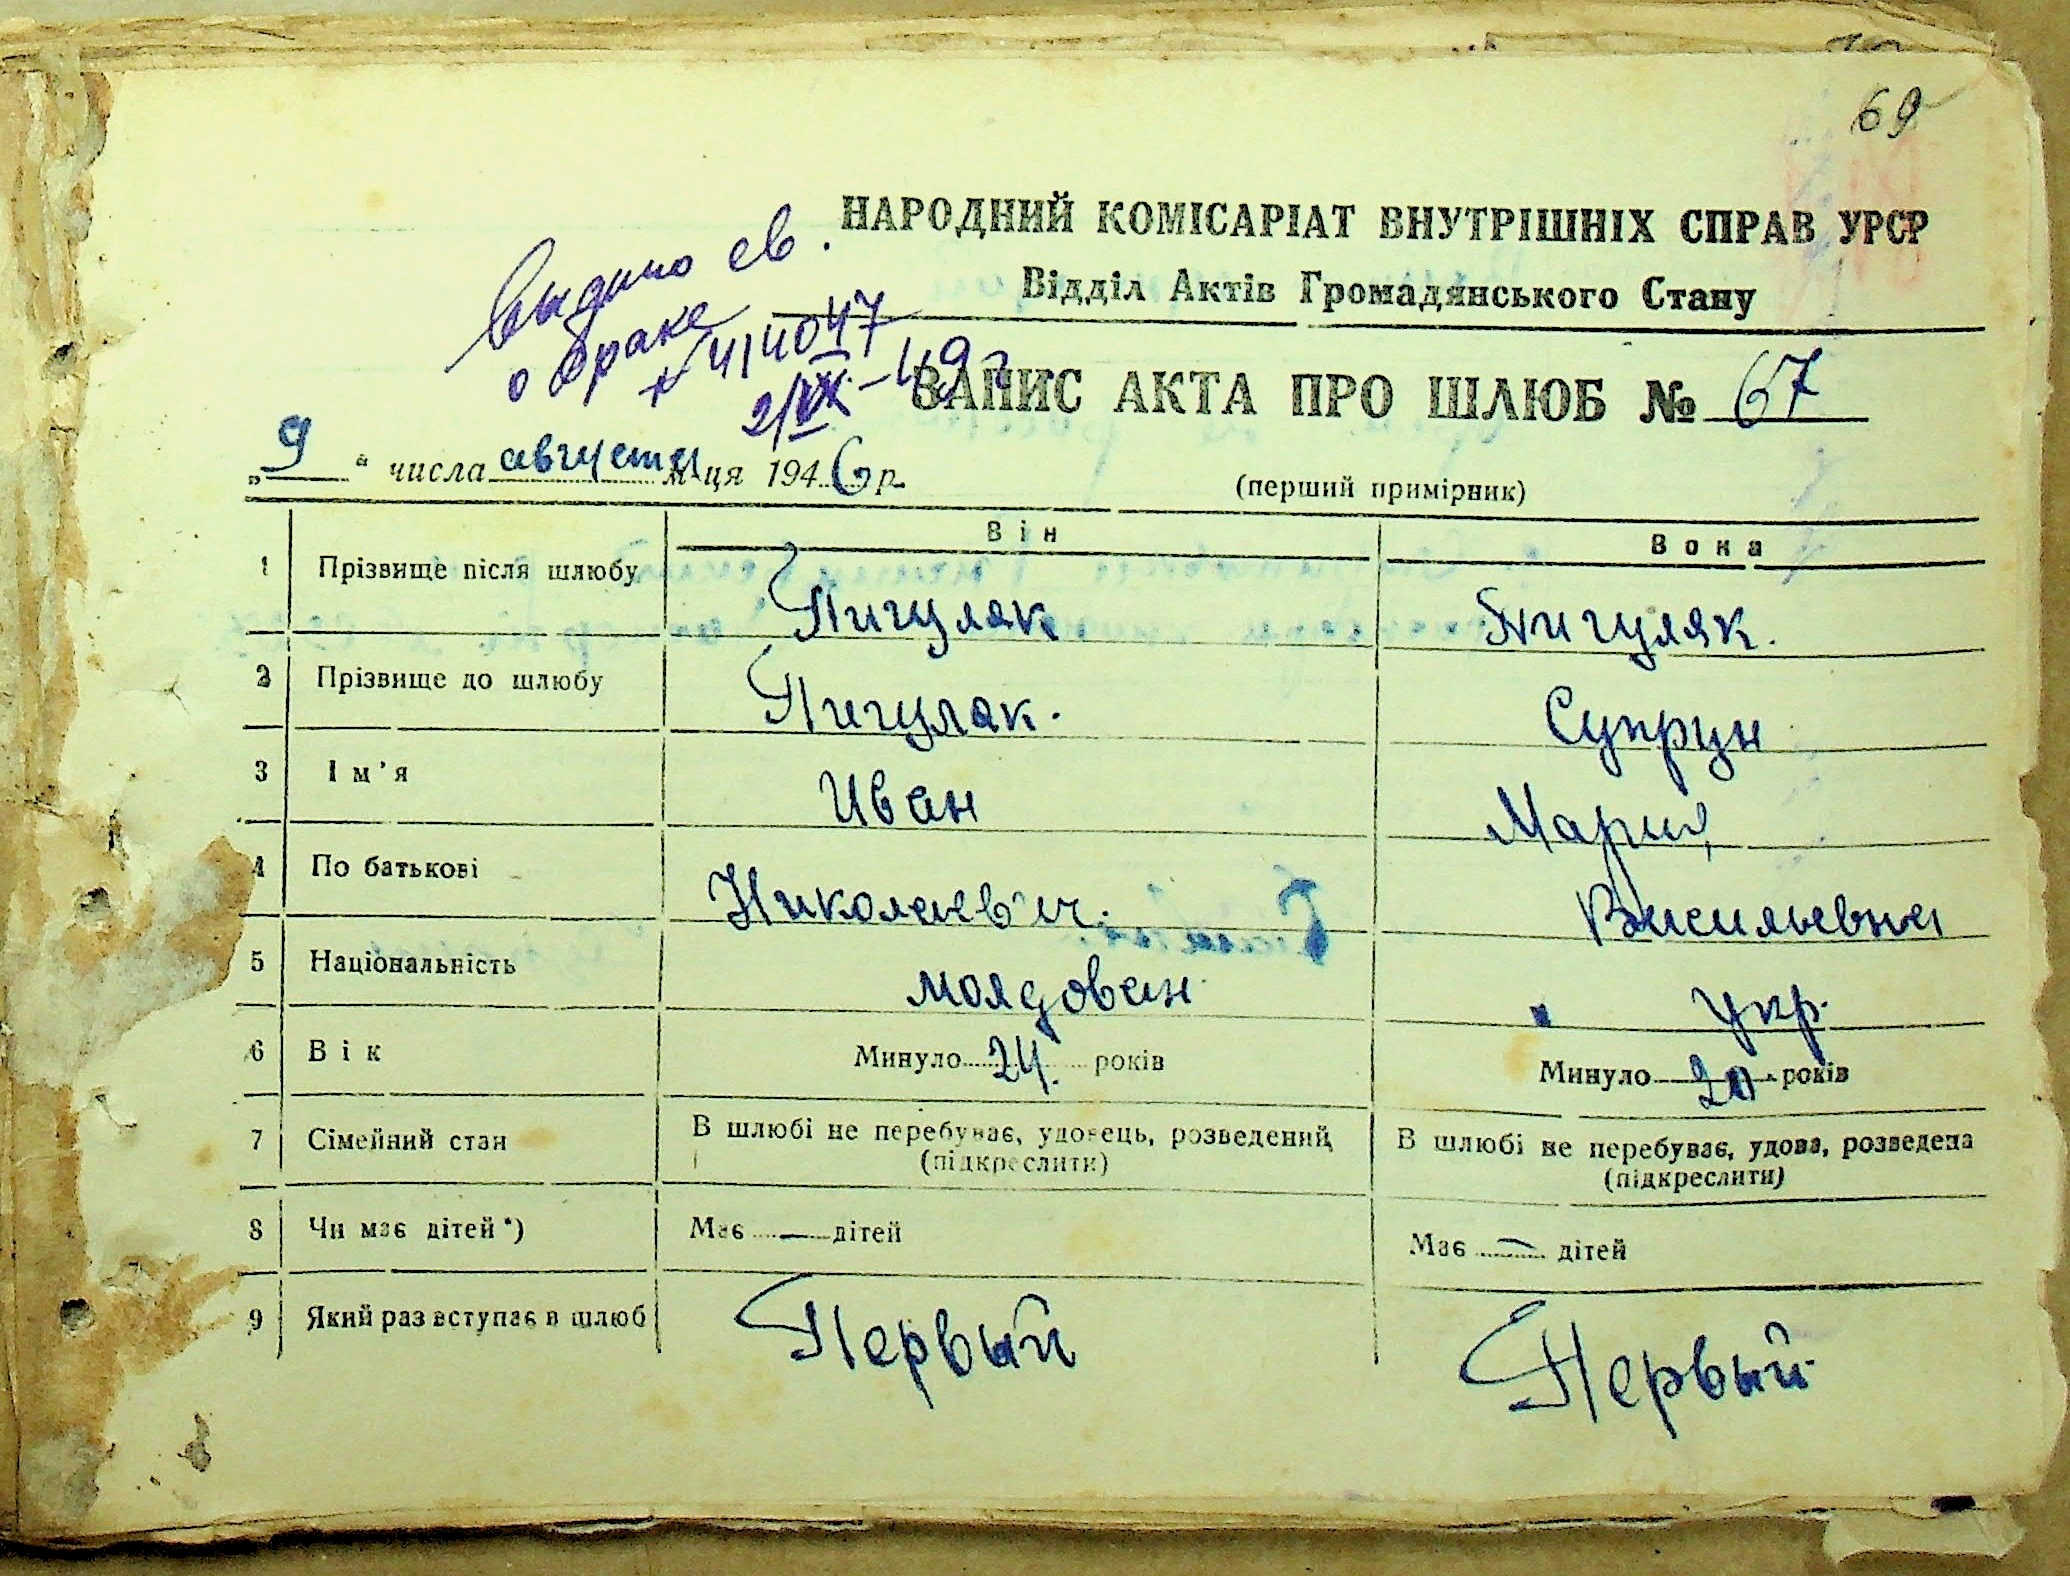 69
НАРОДНИЙ КОМІСАРІАТ ВНУТРІШНІХ СПРАВ УРСР
Відділ Актів Громадянського Стану
Выдано св.
о браке
№ 414047
2/IX-49 г
ЗАПИС АКТА ПРО ШЛЮБ № 67
„ 9 “ числа августа м-ця 1946 р.
(перший примірник)
Він Вона
1 Прізвище після шлюбу Пигуляк Пигуляк.
2 Прізвище до шлюбу Пигуляк. Супрун
3 Ім'я Иван Мария
4 По батькові Николаевич. Васильевна
5 Національність молдован Укр.
6 Вік Минуло 24. років Минуло 20 років
7 Сімейний стан В шлюбі не перебуває, удовець, розведений В шлюбі не перебуває, удова, розведена
(підкреслити) (підкреслити)
8 Чи має дітей*) Має — дітей Має — дітей
9 Який раз вступає в шлюб Первый Первый